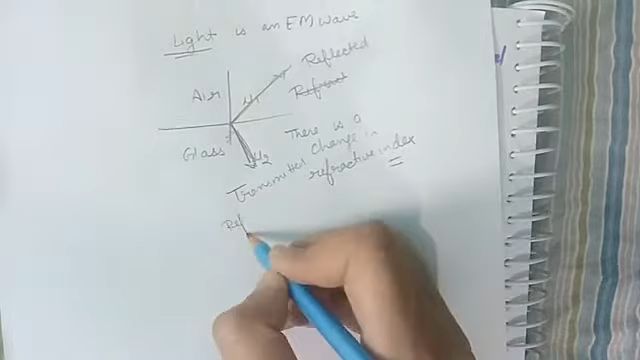 Light is an EM wave
Reflected
Air
μ1
Refract
There is a
Glass
μ2
change in
refractive index
Transmitted
Ref